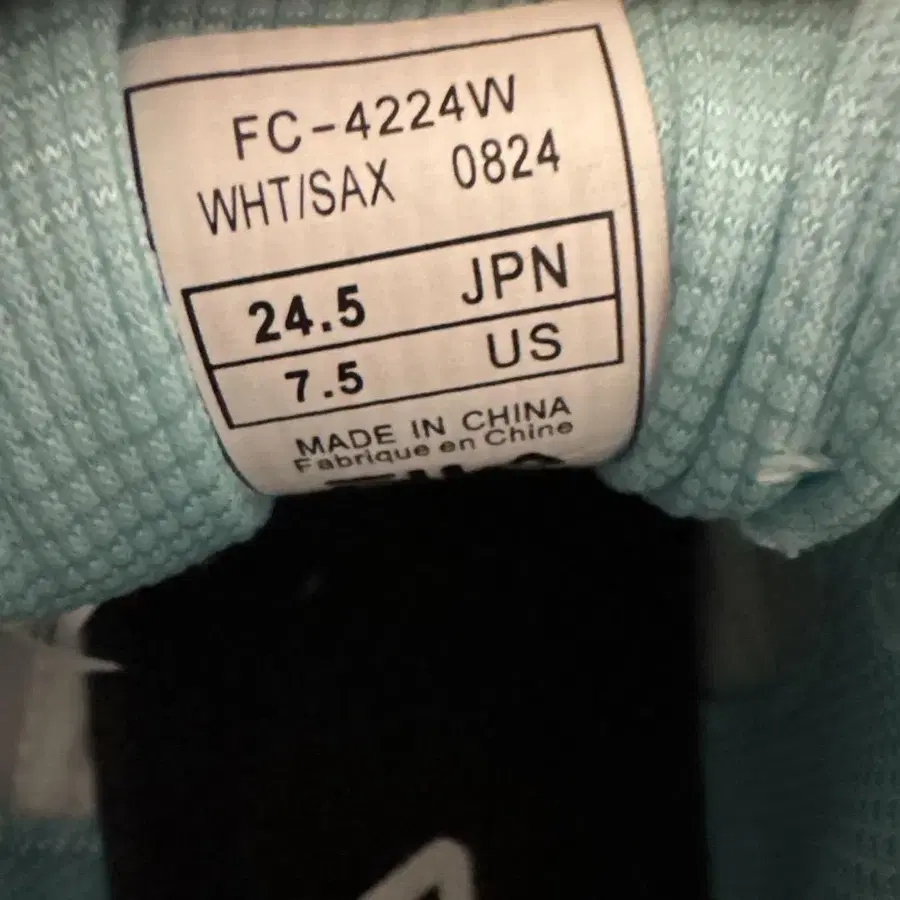 FC-4224W
WHT/SAX 0824
24.5 JPN
7.5 US
MADE IN CHINA
Fabrique en Chine